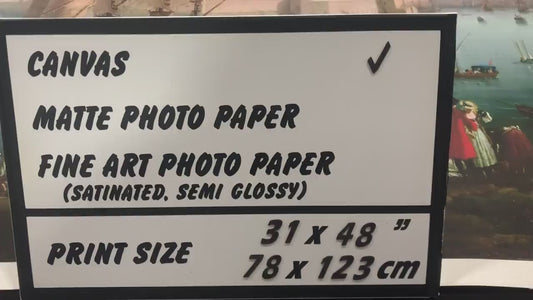 CANVAS ✓
MATTE PHOTO PAPER
FINE ART PHOTO PAPER
(SATINATED, SEMI GLOSSY)
PRINT SIZE
31 x 48 "
78 x 123 cm